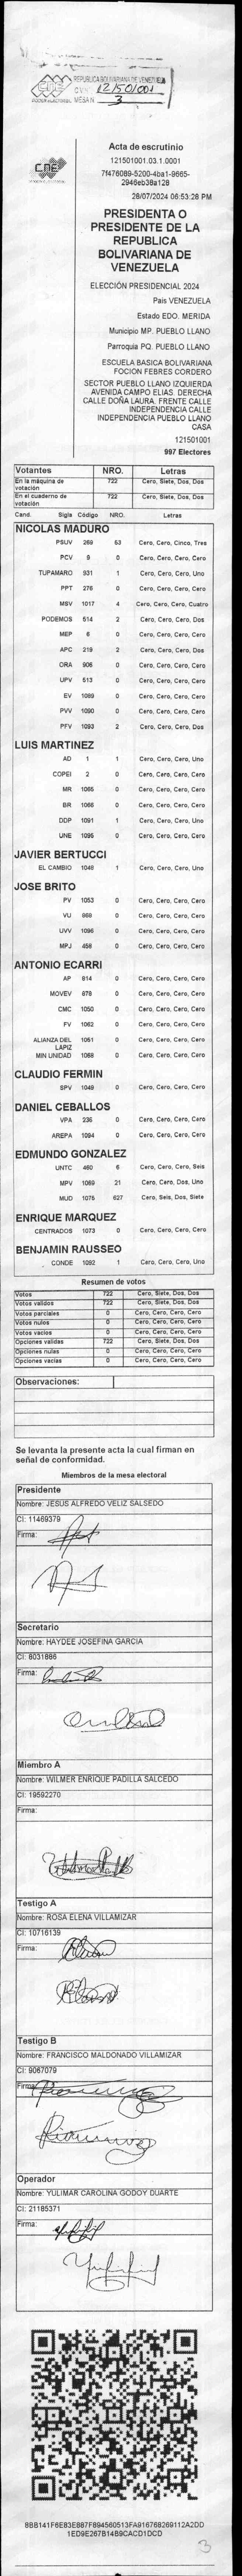 REPUBLICA BOLIVARIANA DE VENEZUELA
CVN: 121501001
PODER ELECTORAL MESA N. 3
CNE
Acta de escrutinio
121501001.03.1.0001
7f476089-5200-4ba1-9665-
2946eb38a128
28/07/2024 06:53:28 PM
PRESIDENTA O
PRESIDENTE DE LA
REPUBLICA
BOLIVARIANA DE
VENEZUELA
ELECCIÓN PRESIDENCIAL 2024
Pais VENEZUELA
Estado EDO. MERIDA
Municipio MP. PUEBLO LLANO
Parroquia PQ. PUEBLO LLANO
ESCUELA BASICA BOLIVARIANA
FOCION FEBRES CORDERO
SECTOR PUEBLO LLANO IZQUIERDA
AVENIDA CAMPO ELIAS. DERECHA
CALLE DOÑA LAURA. FRENTE CALLE
INDEPENDENCIA CALLE
INDEPENDENCIA PUEBLO LLANO
CASA
121501001
997 Electores
Votantes NRO. Letras
En la máquina de votación 722 Cero, Siete, Dos, Dos
En el cuaderno de votación 722 Cero, Siete, Dos, Dos
Cand. Sigla Código NRO. Letras
NICOLAS MADURO
PSUV 269 53 Cero, Cero, Cinco, Tres
PCV 9 0 Cero, Cero, Cero, Cero
TUPAMARO 931 1 Cero, Cero, Cero, Uno
PPT 276 0 Cero, Cero, Cero, Cero
MSV 1017 4 Cero, Cero, Cero, Cuatro
PODEMOS 514 2 Cero, Cero, Cero, Dos
MEP 6 0 Cero, Cero, Cero, Cero
APC 219 2 Cero, Cero, Cero, Dos
ORA 906 0 Cero, Cero, Cero, Cero
UPV 513 0 Cero, Cero, Cero, Cero
EV 1089 0 Cero, Cero, Cero, Cero
PVV 1090 0 Cero, Cero, Cero, Cero
PFV 1093 2 Cero, Cero, Cero, Dos
LUIS MARTINEZ
AD 1 1 Cero, Cero, Cero, Uno
COPEI 2 0 Cero, Cero, Cero, Cero
MR 1065 0 Cero, Cero, Cero, Cero
BR 1066 0 Cero, Cero, Cero, Cero
DDP 1091 1 Cero, Cero, Cero, Uno
UNE 1095 0 Cero, Cero, Cero, Cero
JAVIER BERTUCCI
EL CAMBIO 1046 1 Cero, Cero, Cero, Uno
JOSE BRITO
PV 1053 0 Cero, Cero, Cero, Cero
VU 969 0 Cero, Cero, Cero, Cero
UVV 1096 0 Cero, Cero, Cero, Cero
MPJ 456 0 Cero, Cero, Cero, Cero
ANTONIO ECARRI
AP 814 0 Cero, Cero, Cero, Cero
MOVEV 978 0 Cero, Cero, Cero, Cero
CMC 1050 0 Cero, Cero, Cero, Cero
FV 1062 0 Cero, Cero, Cero, Cero
ALIANZA DEL LAPIZ 1051 0 Cero, Cero, Cero, Cero
MIN UNIDAD 1068 0 Cero, Cero, Cero, Cero
CLAUDIO FERMIN
SPV 1048 0 Cero, Cero, Cero, Cero
DANIEL CEBALLOS
VPA 235 0 Cero, Cero, Cero, Cero
AREPA 1094 0 Cero, Cero, Cero, Cero
EDMUNDO GONZALEZ
UNTC 460 6 Cero, Cero, Cero, Seis
MPV 1069 21 Cero, Cero, Dos, Uno
MUD 1075 627 Cero, Seis, Dos, Siete
ENRIQUE MARQUEZ
CENTRADOS 1073 0 Cero, Cero, Cero, Cero
BENJAMIN RAUSSEO
CONDE 1092 1 Cero, Cero, Cero, Uno
Resumen de votos
Votos 722 Cero, Siete, Dos, Dos
Votos validos 722 Cero, Siete, Dos, Dos
Votos parciales 0 Cero, Cero, Cero, Cero
Votos nulos 0 Cero, Cero, Cero, Cero
Votos vacios 0 Cero, Cero, Cero, Cero
Opciones validas 722 Cero, Siete, Dos, Dos
Opciones nulas 0 Cero, Cero, Cero, Cero
Opciones vacias 0 Cero, Cero, Cero, Cero
Observaciones:
Se levanta la presente acta la cual firman en
señal de conformidad.
Miembros de la mesa electoral
Presidente
Nombre: JESUS ALFREDO VELIZ SALSEDO
CI: 11469379
Firma:
Secretario
Nombre: HAYDEE JOSEFINA GARCIA
CI: 8031886
Firma:
Miembro A
Nombre: WILMER ENRIQUE PADILLA SALCEDO
CI: 19592270
Firma:
Testigo A
Nombre: ROSA ELENA VILLAMIZAR
CI: 10716139
Firma:
Testigo B
Nombre: FRANCISCO MALDONADO VILLAMIZAR
CI: 9067079
Firma:
Operador
Nombre: YULIMAR CAROLINA GODOY DUARTE
CI: 21185371
Firma:
8BB141F6E83E887F894560513FA916768269112A2DD
1ED9E267B14B9CACD1DCD
3